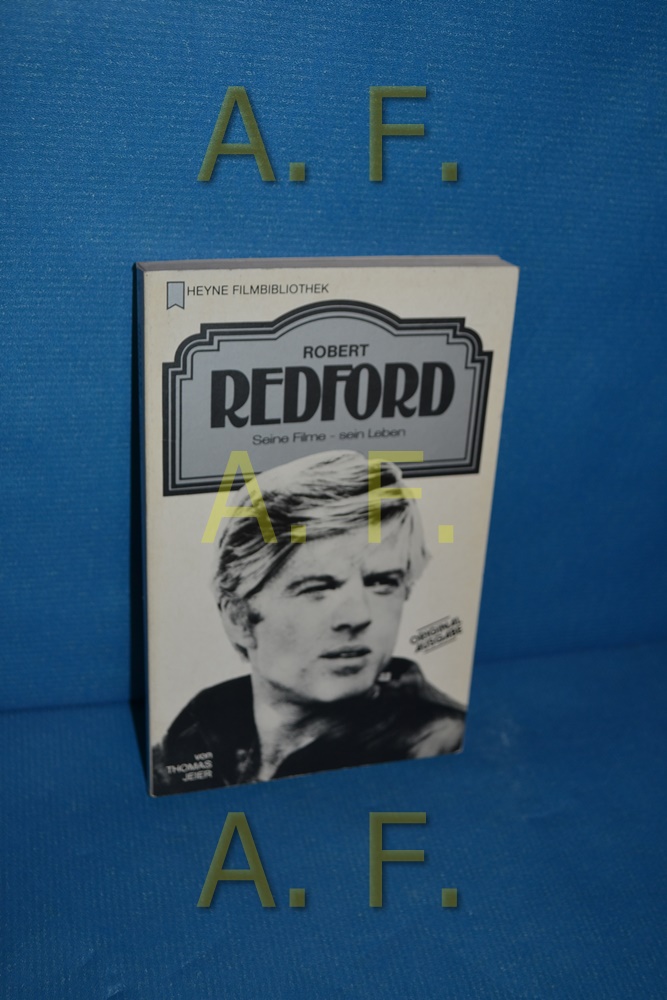 A. F.
HEYNE FILMBIBLIOTHEK
ROBERT
REDFORD
Seine Filme - sein Leben
A. F.
ORIGINAL
AUSGABE
von
THOMAS
JEIER
A. F.